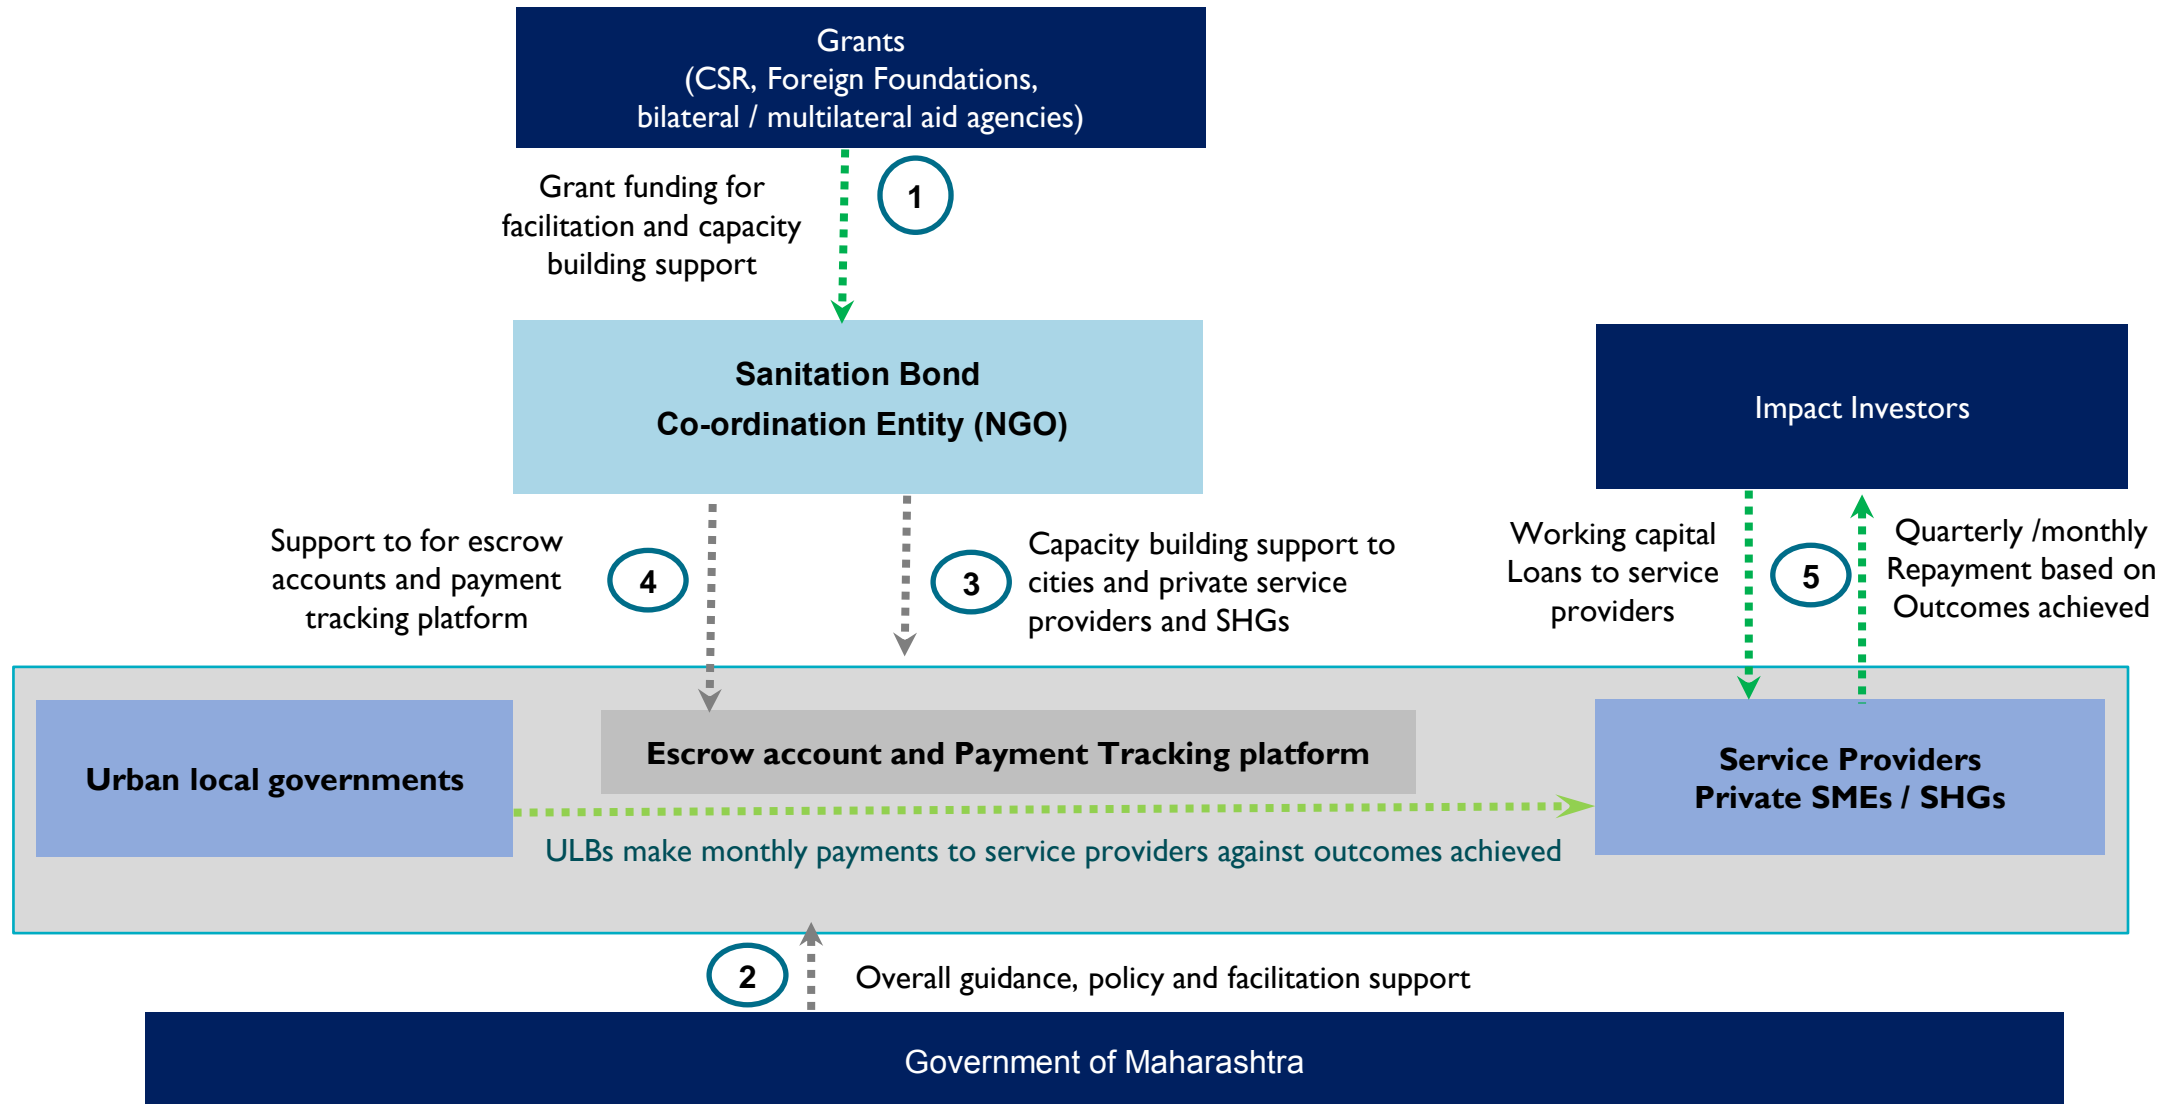 Grants
(CSR, Foreign Foundations,
bilateral / multilateral aid agencies)
Grant funding for
facilitation and capacity
building support
1
Sanitation Bond
Co-ordination Entity (NGO)
Impact Investors
Support to for escrow
accounts and payment
tracking platform
4
3
Capacity building support to
cities and private service
providers and SHGs
Working capital
Loans to service
providers
5
Quarterly /monthly
Repayment based on
Outcomes achieved
Urban local governments
Escrow account and Payment Tracking platform
Service Providers
Private SMEs / SHGs
ULBs make monthly payments to service providers against outcomes achieved
2
Overall guidance, policy and facilitation support
Government of Maharashtra